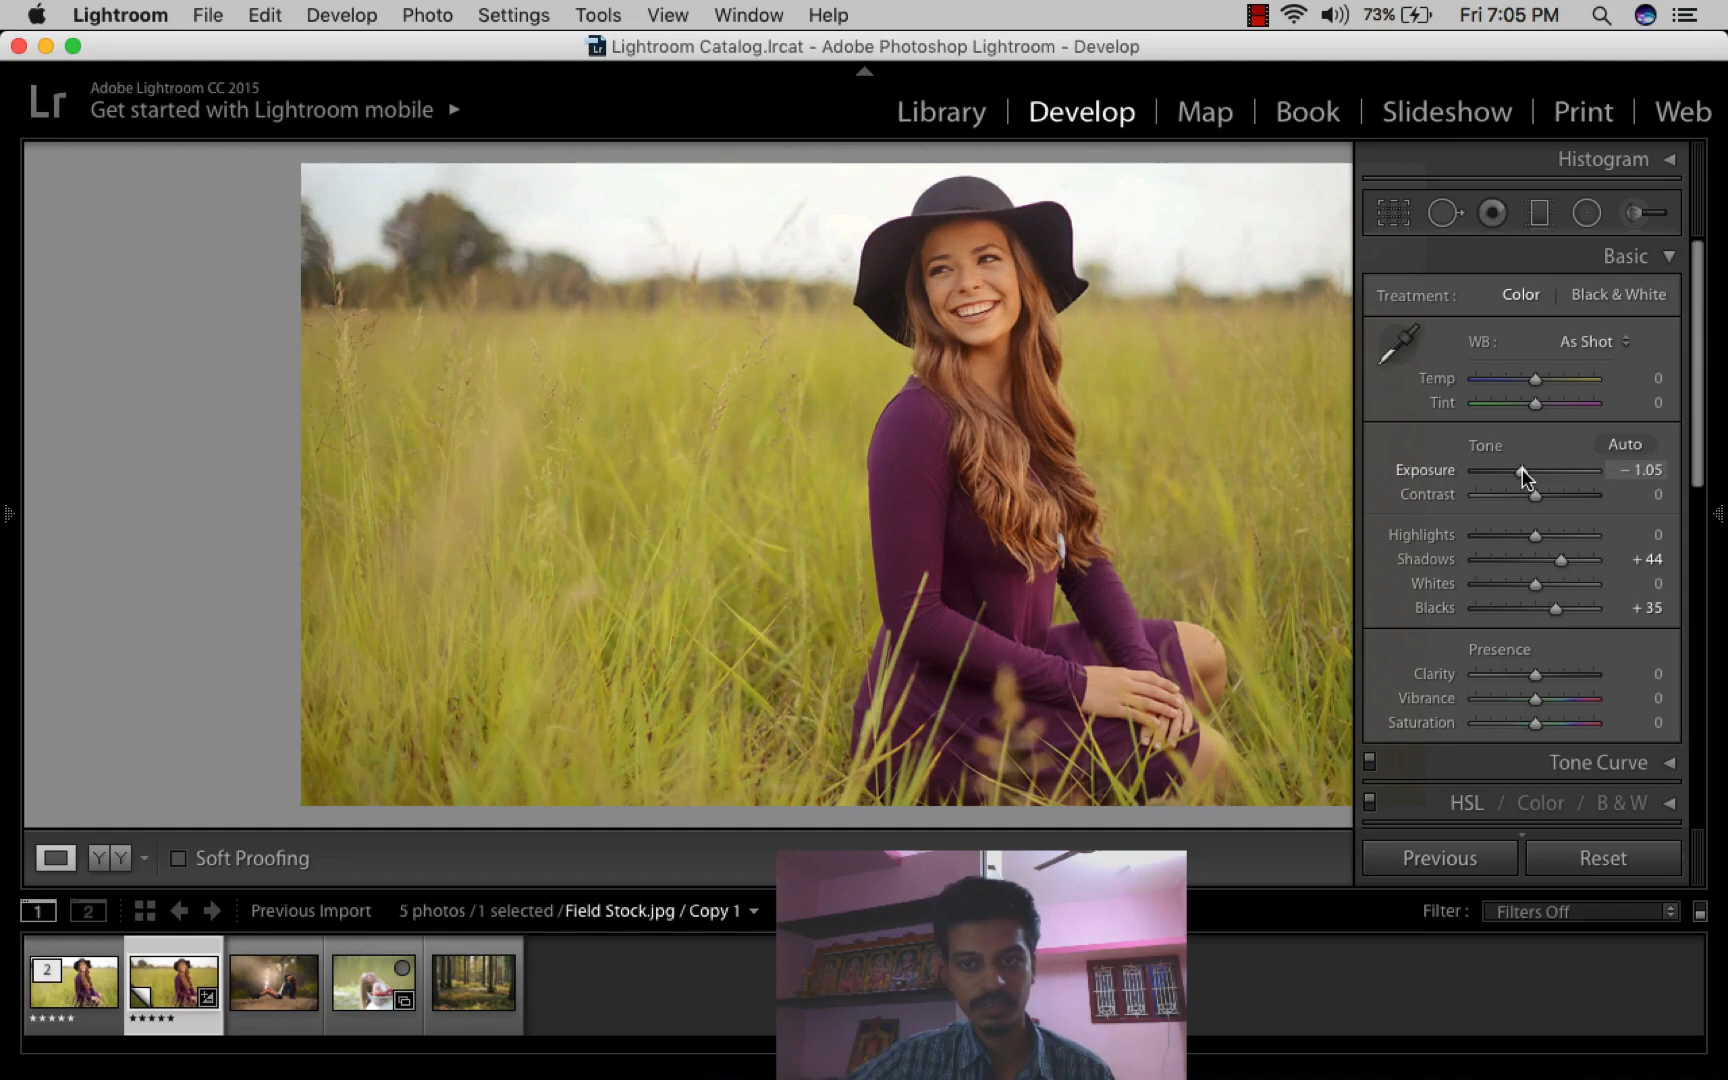 Lightroom File Edit Develop Photo Settings Tools View Window Help 73% Fri 7:05 PM
Lr Lightroom Catalog.lrcat - Adobe Photoshop Lightroom - Develop
Lr
Adobe Lightroom CC 2015
Get started with Lightroom mobile
Library | Develop | Map | Book | Slideshow | Print | Web
Histogram
Basic
Treatment : Color | Black & White
WB : As Shot
Temp 0
Tint 0
Tone Auto
Exposure – 1.05
Contrast 0
Highlights 0
Shadows + 44
Whites 0
Blacks + 35
Presence
Clarity 0
Vibrance 0
Saturation 0
Tone Curve
HSL / Color / B & W
Previous Reset
Y Y Soft Proofing
1 2 Previous Import 5 photos / 1 selected / Field Stock.jpg / Copy 1 Filter : Filters Off
2